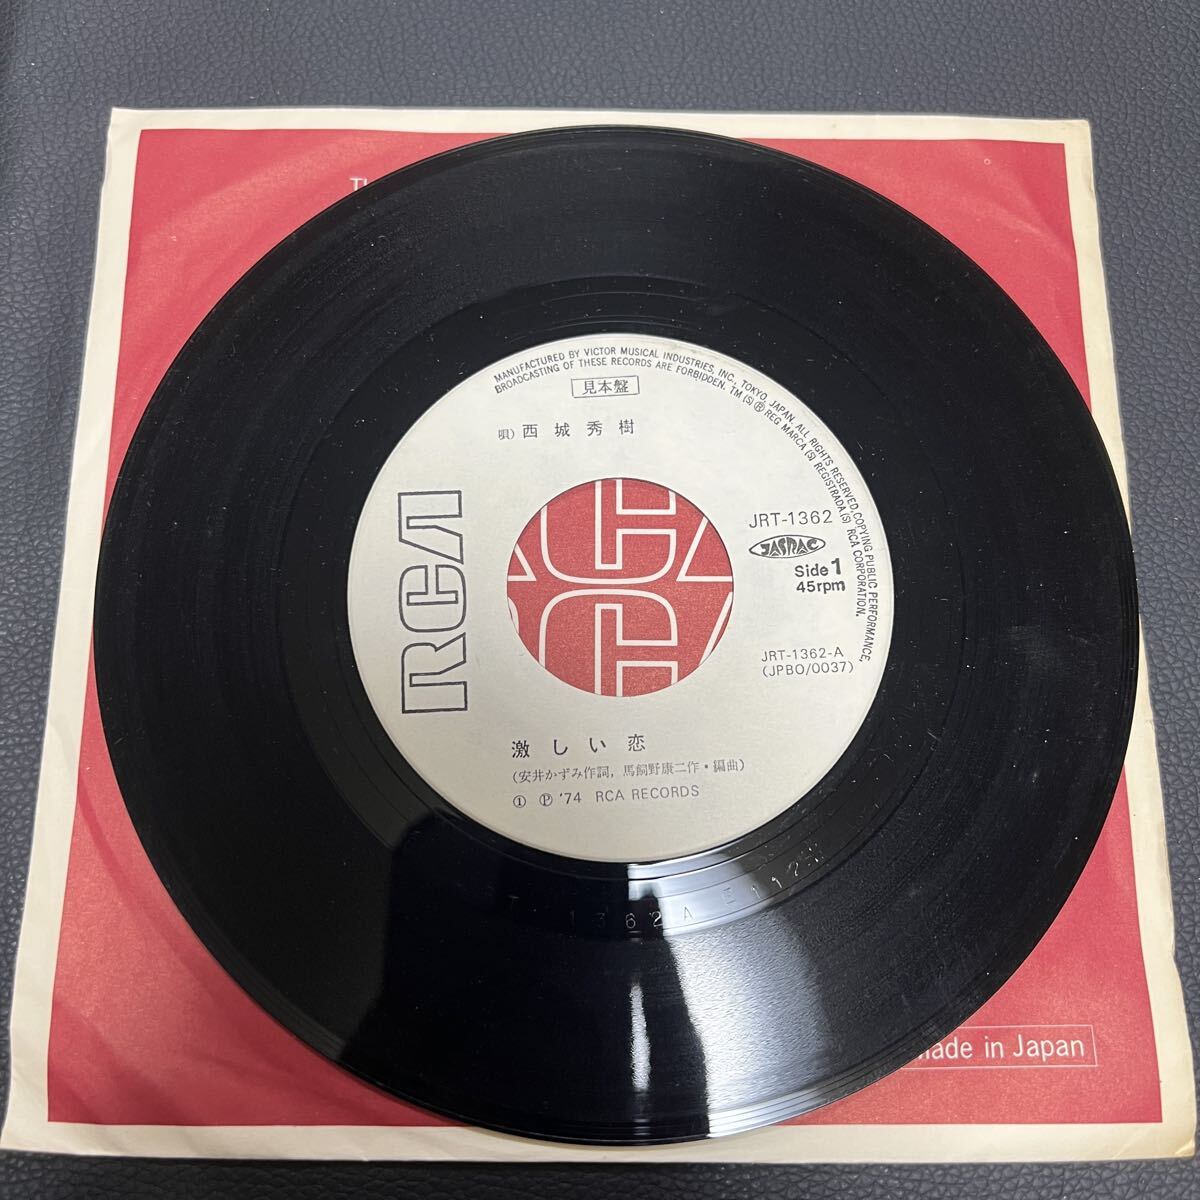 Th
MANUFACTURED BY VICTOR MUSICAL INDUSTRIES, INC., TOKYO, JAPAN. ALL RIGHTS RESERVED, COPYING PUBLIC PERFORMANCE,
BROADCASTING OF THESE RECORDS ARE FORBIDDEN. TM (S) ® REG MARCA (S) REGISTRADA (S) RCA CORPORATION.
見本盤
唄) 西城秀樹
RCA
JRT-1362
JASRAC
Side 1
45rpm
JRT-1362-A
(JPBO/0037)
激しい恋
(安井かずみ作詞, 馬飼野康二作・編曲)
① Ⓟ '74 RCA RECORDS
1362A
made in Japan